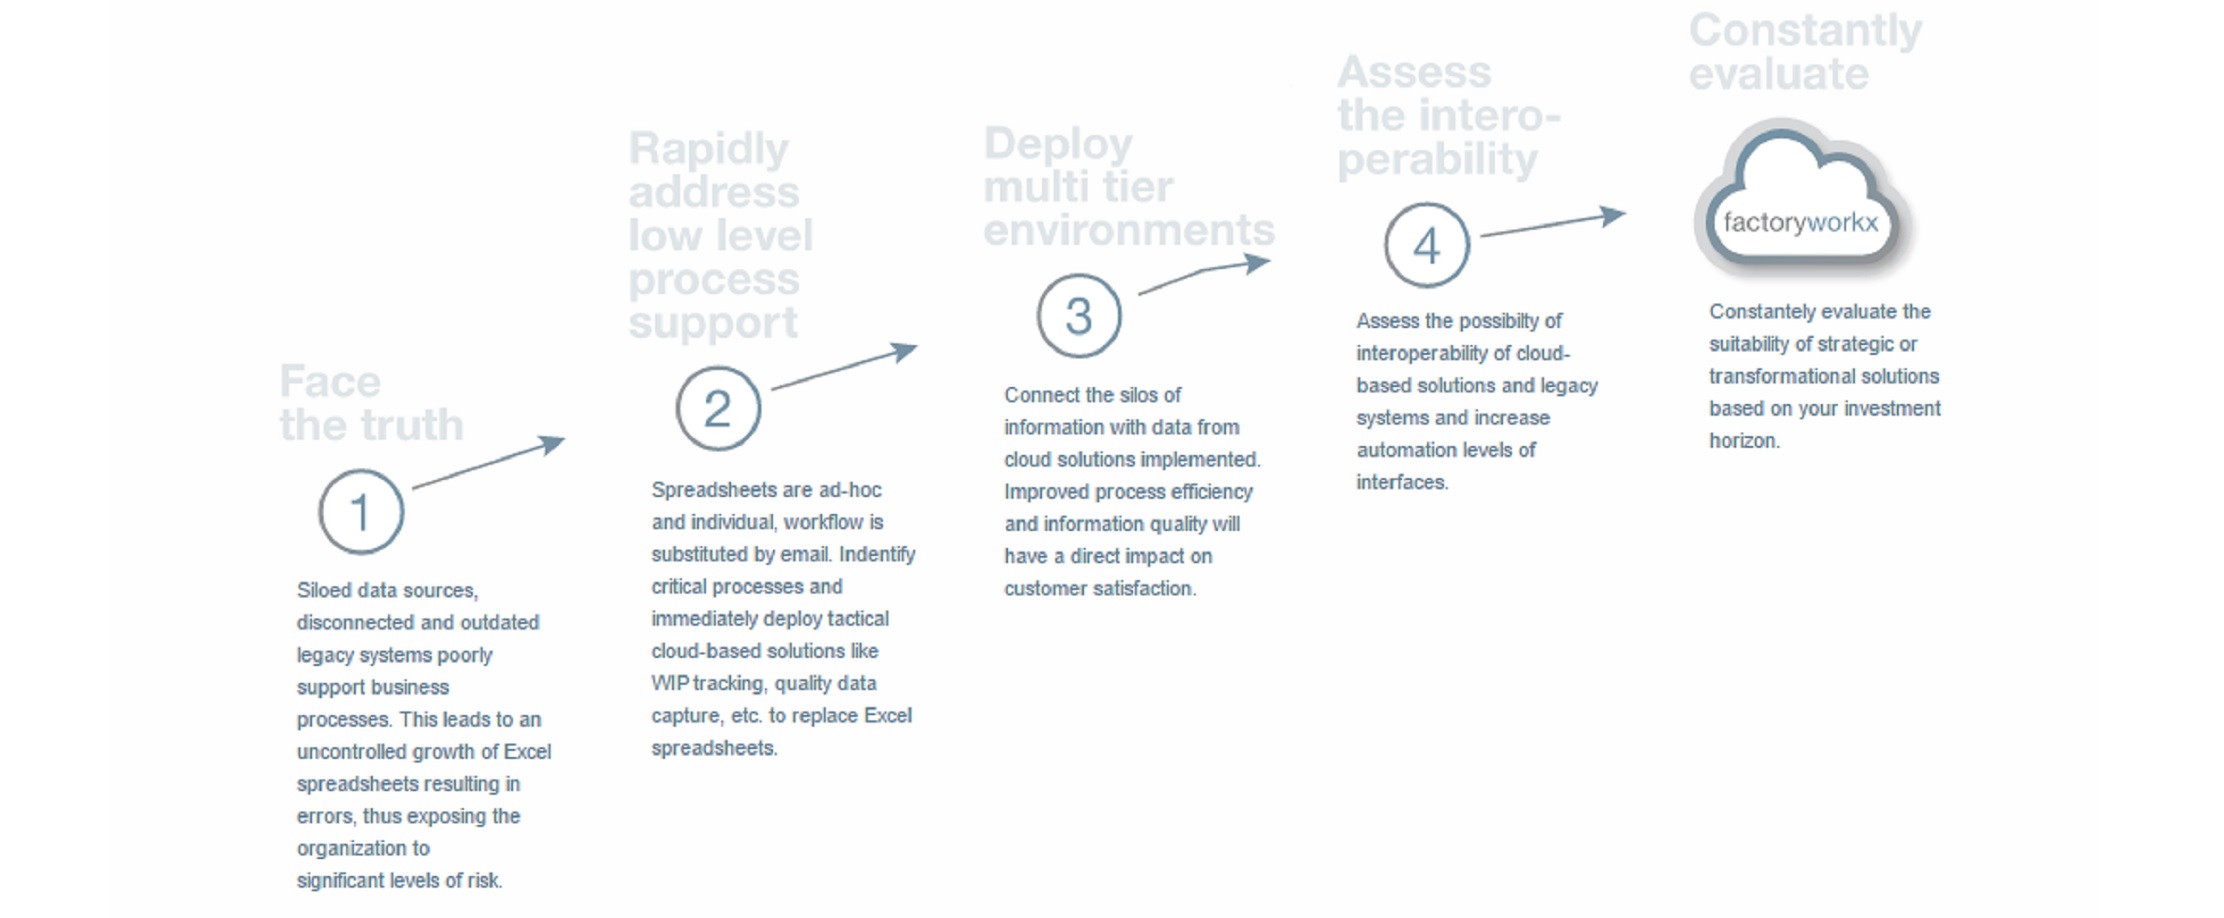 Face
the truth
1
Siloed data sources,
disconnected and outdated
legacy systems poorly
support business
processes. This leads to an
uncontrolled growth of Excel
spreadsheets resulting in
errors, thus exposing the
organization to
significant levels of risk.
Rapidly
address
low level
process
support
2
Spreadsheets are ad-hoc
and individual, workflow is
substituted by email. Indentify
critical processes and
immediately deploy tactical
cloud-based solutions like
WIP tracking, quality data
capture, etc. to replace Excel
spreadsheets.
Deploy
multi tier
environments
3
Connect the silos of
information with data from
cloud solutions implemented.
Improved process efficiency
and information quality will
have a direct impact on
customer satisfaction.
Assess
the intero-
perability
4
Assess the possibilty of
interoperability of cloud-
based solutions and legacy
systems and increase
automation levels of
interfaces.
Constantly
evaluate
factoryworkx
Constantely evaluate the
suitability of strategic or
transformational solutions
based on your investment
horizon.